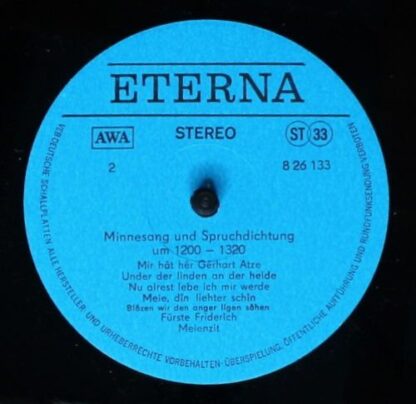 ETERNA
AWA STEREO ST 33
2 8 26 133
Minnesang und Spruchdichtung
um 1200 – 1320
Mir hât hêr Gêrhart Atze
Under der linden an der heide
Nu alrest lebe ich mir werde
Meie, dîn liehter schîn
Blôzen wir den anger ligen sâhen
Fürste Friderîch
Meienzît
VEB DEUTSCHE SCHALLPLATTEN ALLE HERSTELLER- UND URHEBERRECHTE VORBEHALTEN-ÜBERSPIELUNG, ÖFFENTLICHE AUFFÜHRUNG UND RUNDFUNKSENDUNG VERBOTEN